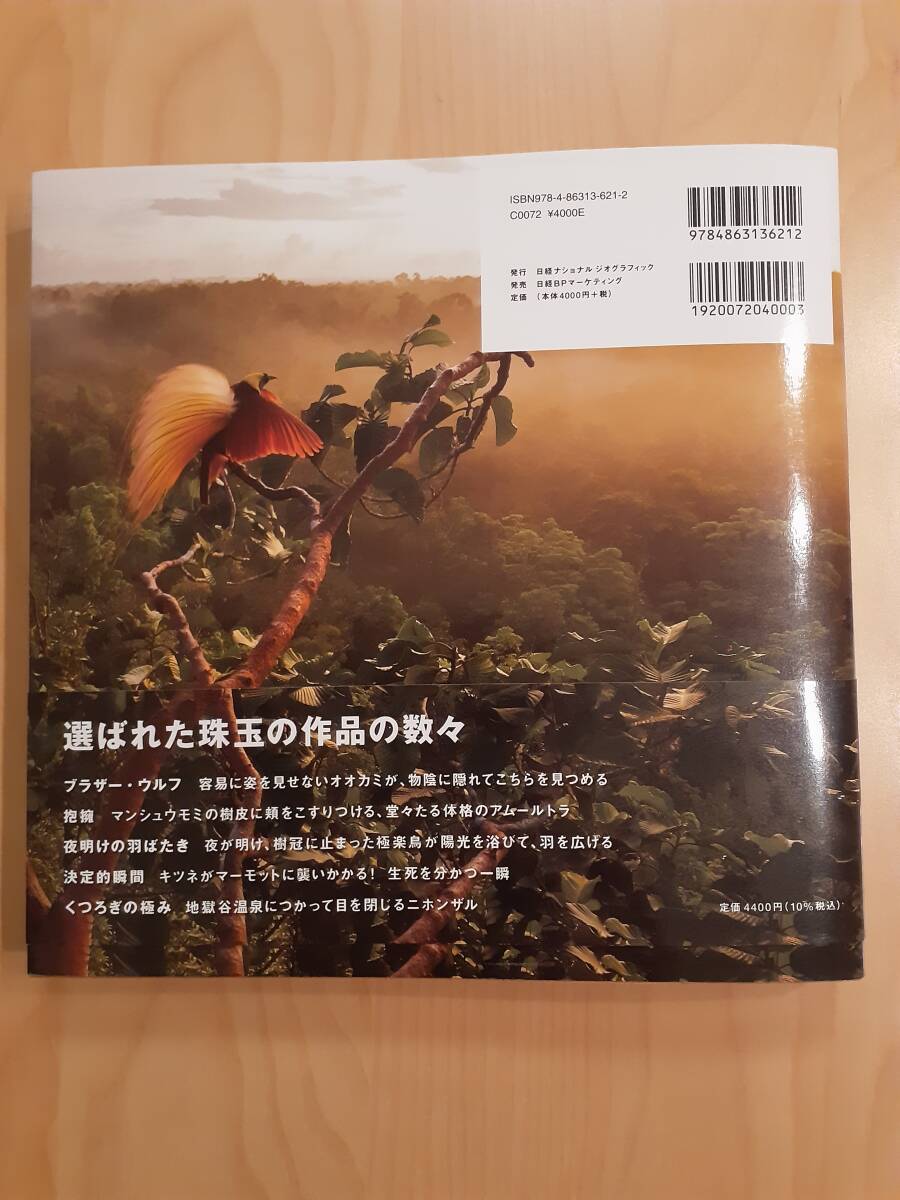 ISBN978-4-86313-621-2
C0072 ¥4000E
9784863136212
発行 日経ナショナル ジオグラフィック
発売 日経BPマーケティング
定価 (本体4000円+税)
1920072040003
選ばれた珠玉の作品の数々
ブラザー・ウルフ 容易に姿を見せないオオカミが、物陰に隠れてこちらを見つめる
抱擁 マンシュウモミの樹皮に頬をこすりつける、堂々たる体格のアムールトラ
夜明けの羽ばたき 夜が明け、樹冠に止まった極楽鳥が陽光を浴びて、羽を広げる
決定的瞬間 キツネがマーモットに襲いかかる! 生死を分かつ一瞬
くつろぎの極み 地獄谷温泉につかって目を閉じるニホンザル
定価 4400円(10%税込)